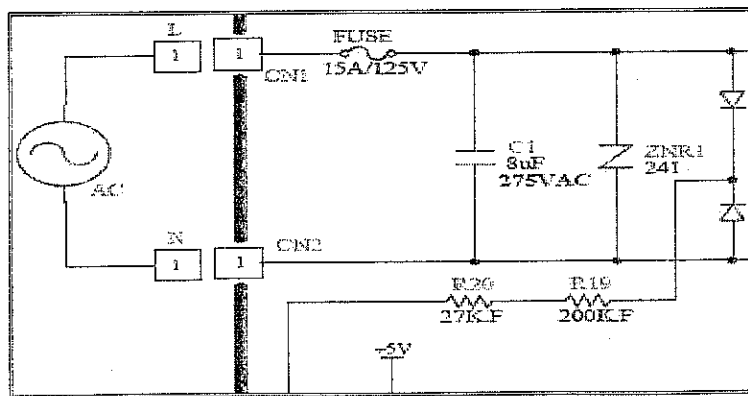 L
FUSE
1
1
CN1
15A/125V
C1
8uF
275VAC
ZNR1
241
AC
N
1
1
CN2
R20
27KF
R19
200KF
+5V